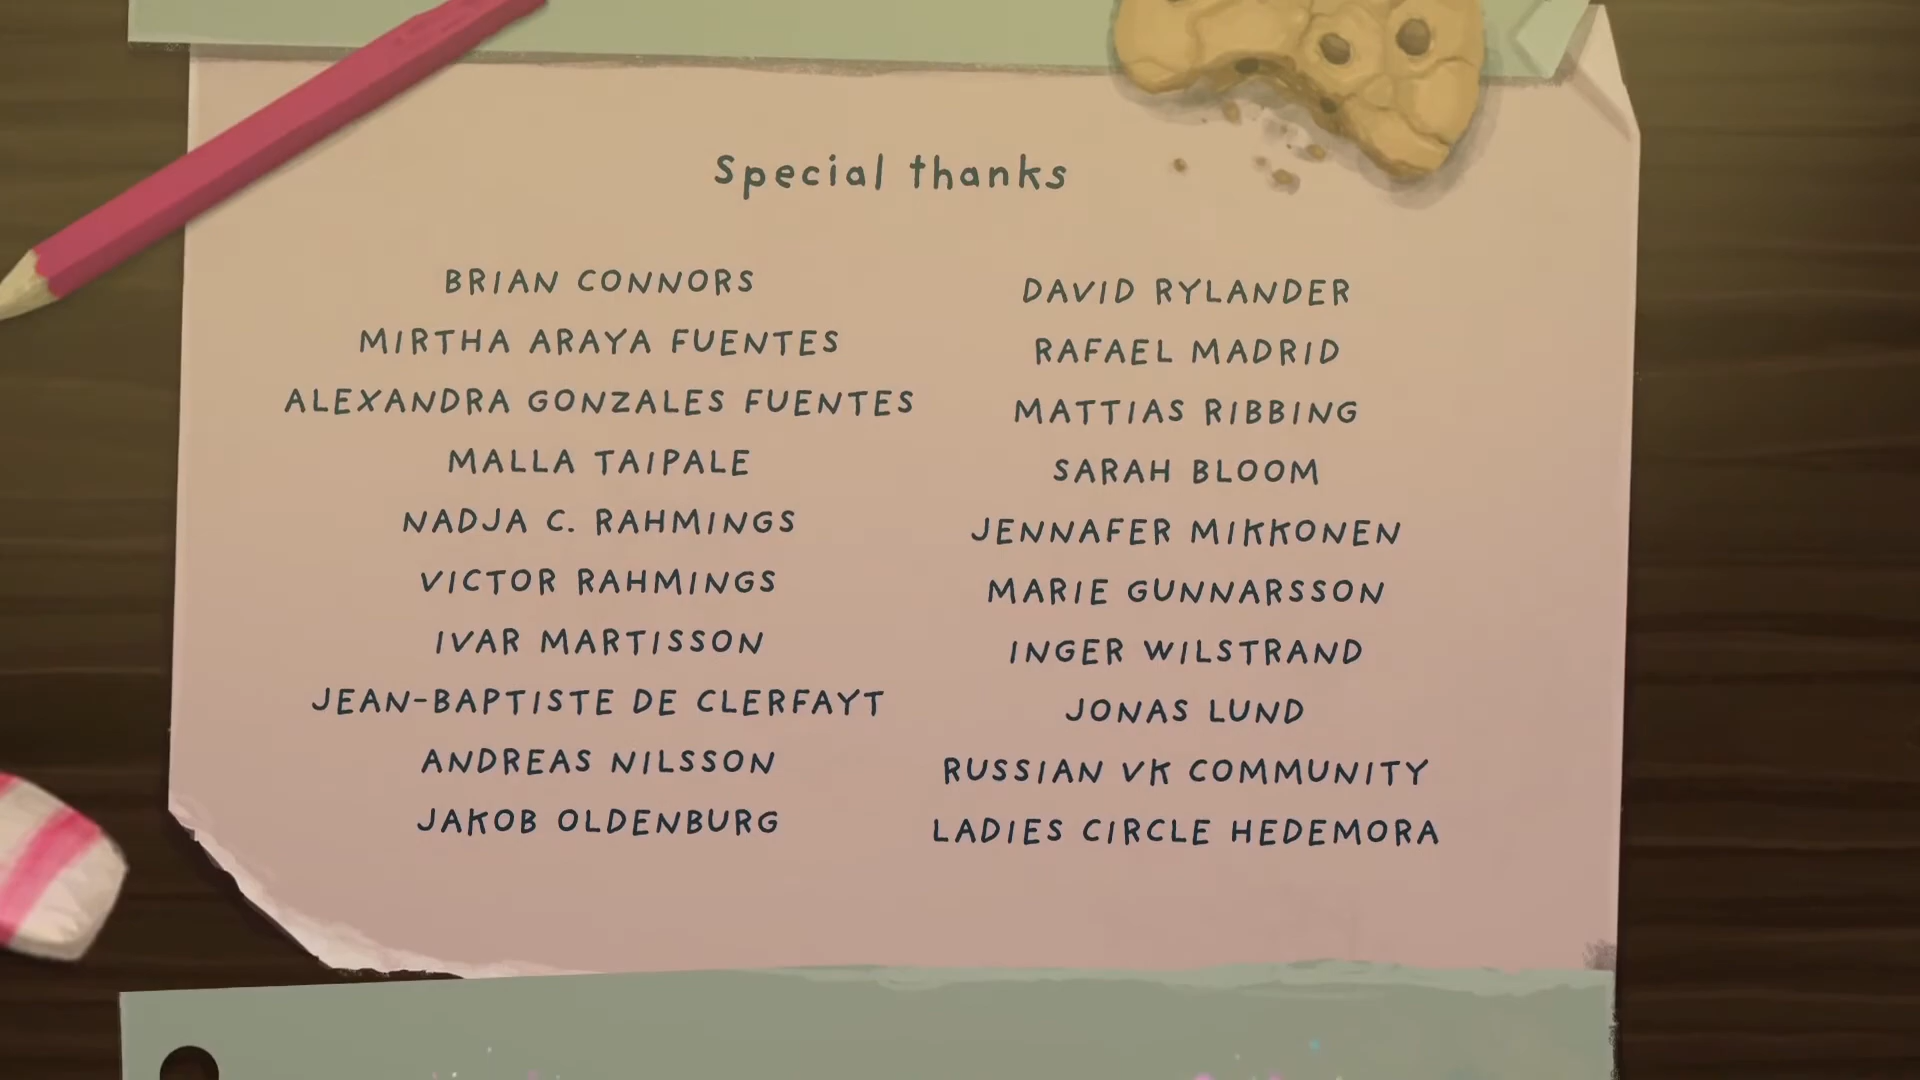 Special thanks
BRIAN CONNORS
MIRTHA ARAYA FUENTES
ALEXANDRA GONZALES FUENTES
MALLA TAIPALE
NADJA C. RAHMINGS
VICTOR RAHMINGS
IVAR MARTISSON
JEAN-BAPTISTE DE CLERFAYT
ANDREAS NILSSON
JAKOB OLDENBURG
DAVID RYLANDER
RAFAEL MADRID
MATTIAS RIBBING
SARAH BLOOM
JENNAFER MIKKONEN
MARIE GUNNARSSON
INGER WILSTRAND
JONAS LUND
RUSSIAN VK COMMUNITY
LADIES CIRCLE HEDEMORA